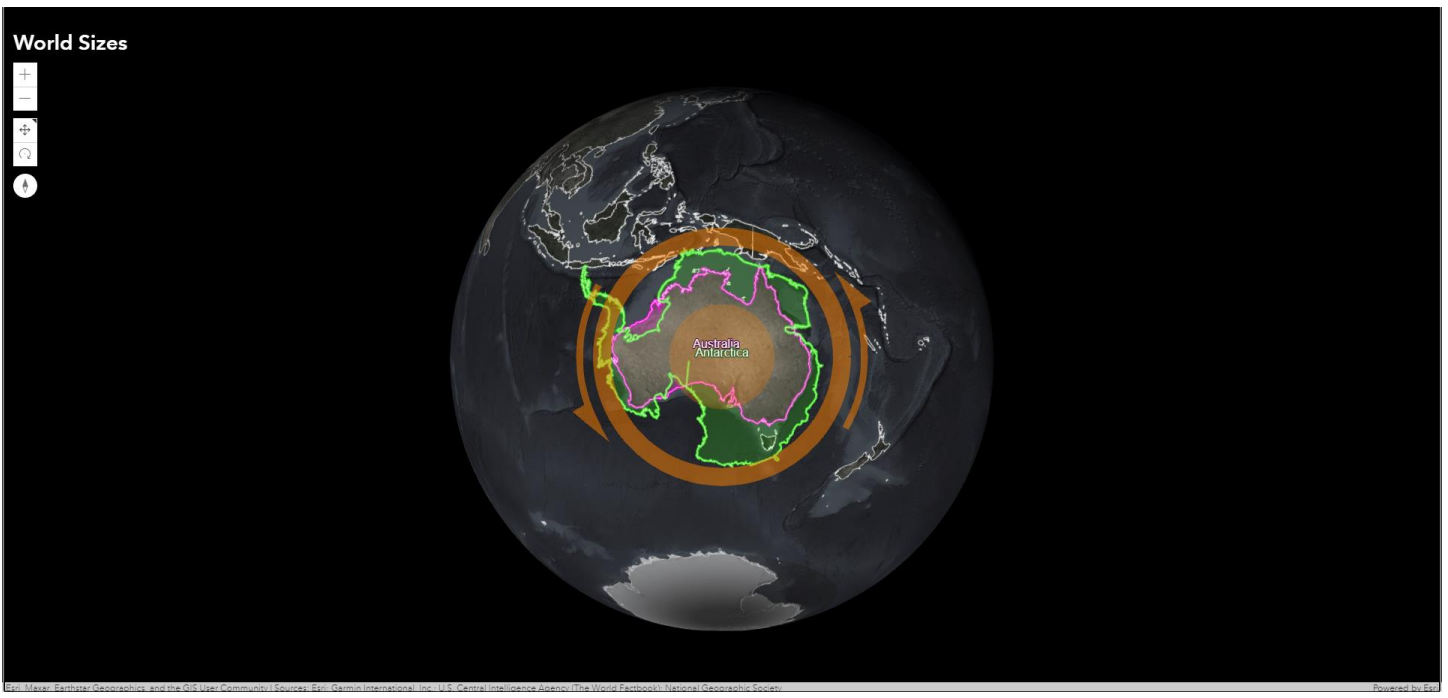 World Sizes
Australia
Antarctica
Esri, Maxar, Earthstar Geographics, and the GIS User Community | Sources: Esri; Garmin International, Inc.; U.S. Central Intelligence Agency (The World Factbook); National Geographic Society
Powered by Esri